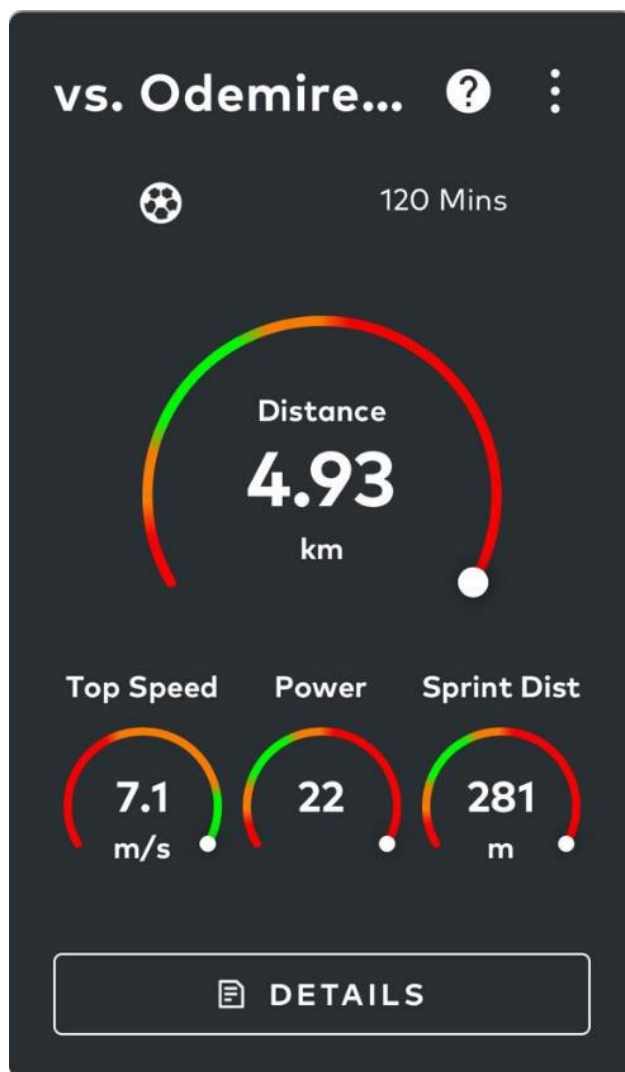 vs. Odemire... ?
120 Mins
Distance
4.93
km
Top Speed Power Sprint Dist
7.1 22 281
m/s m
DETAILS